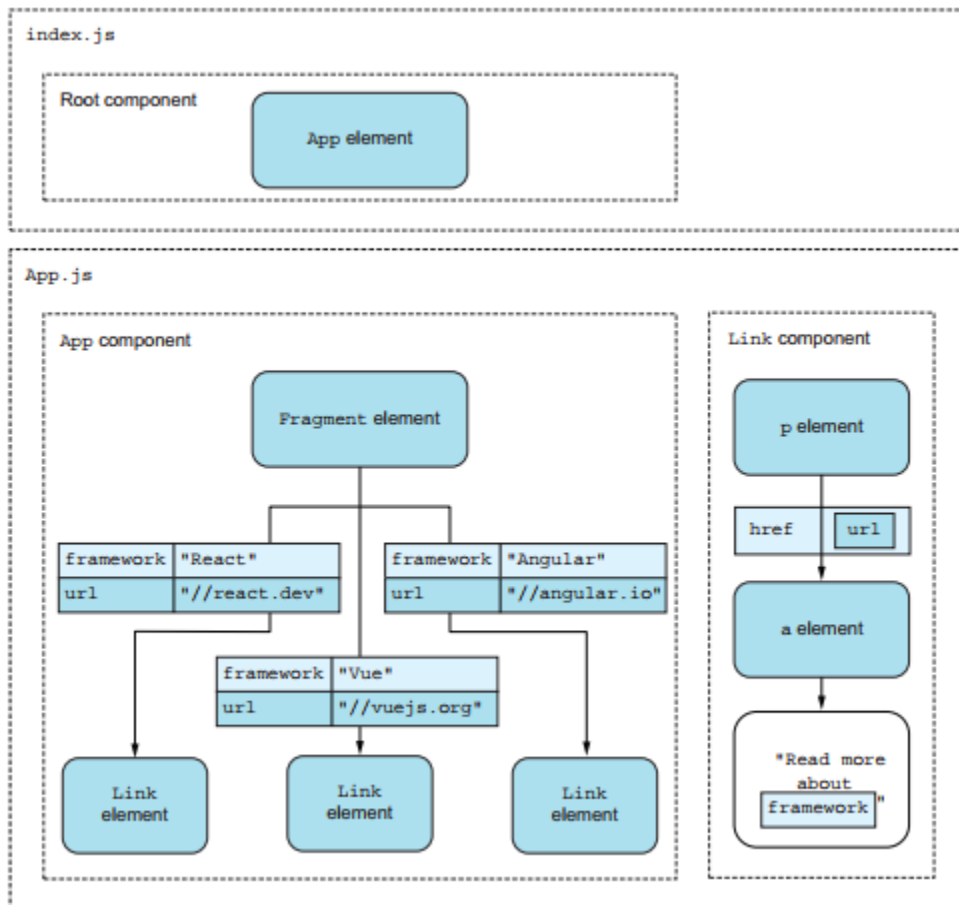 index.js
Root component
App element
App.js
App component
Fragment element
framework "React"
url "//react.dev"
framework "Angular"
url "//angular.io"
framework "Vue"
url "//vuejs.org"
Link
element
Link
element
Link
element
Link component
p element
href url
a element
"Read more
about
framework"